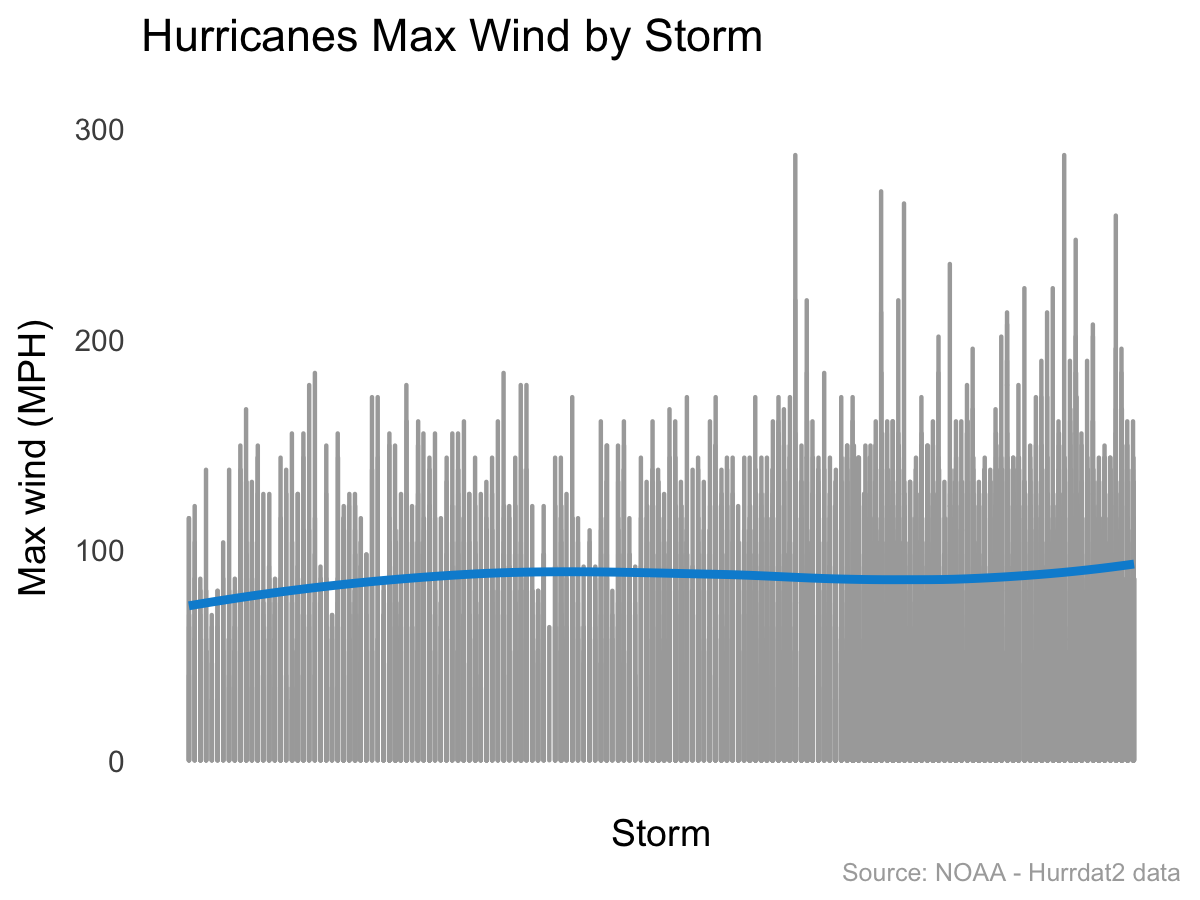 Hurricanes Max Wind by Storm
300
200
100
0
Max wind (MPH)
Storm
Source: NOAA - Hurrdat2 data